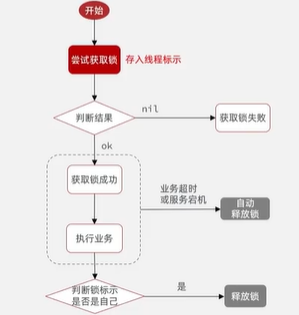 开始
尝试获取锁
存入线程标示
判断结果
nil
获取锁失败
ok
获取锁成功
业务超时
或服务宕机
自动
释放锁
执行业务
判断锁标示
是否是自己
是
释放锁